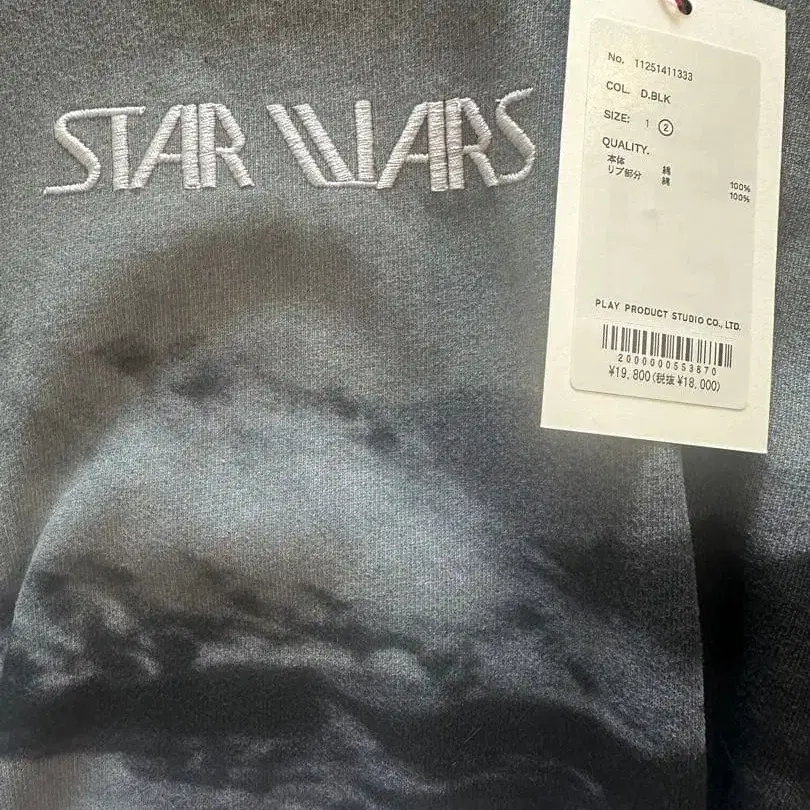 STAR WARS
No. 11251411333
COL. D.BLK
SIZE: 1 ②
QUALITY.
本体 綿 100%
リブ部分 綿 100%
PLAY PRODUCT STUDIO CO., LTD.
2000000553870
¥19,800(税抜 ¥18,000)